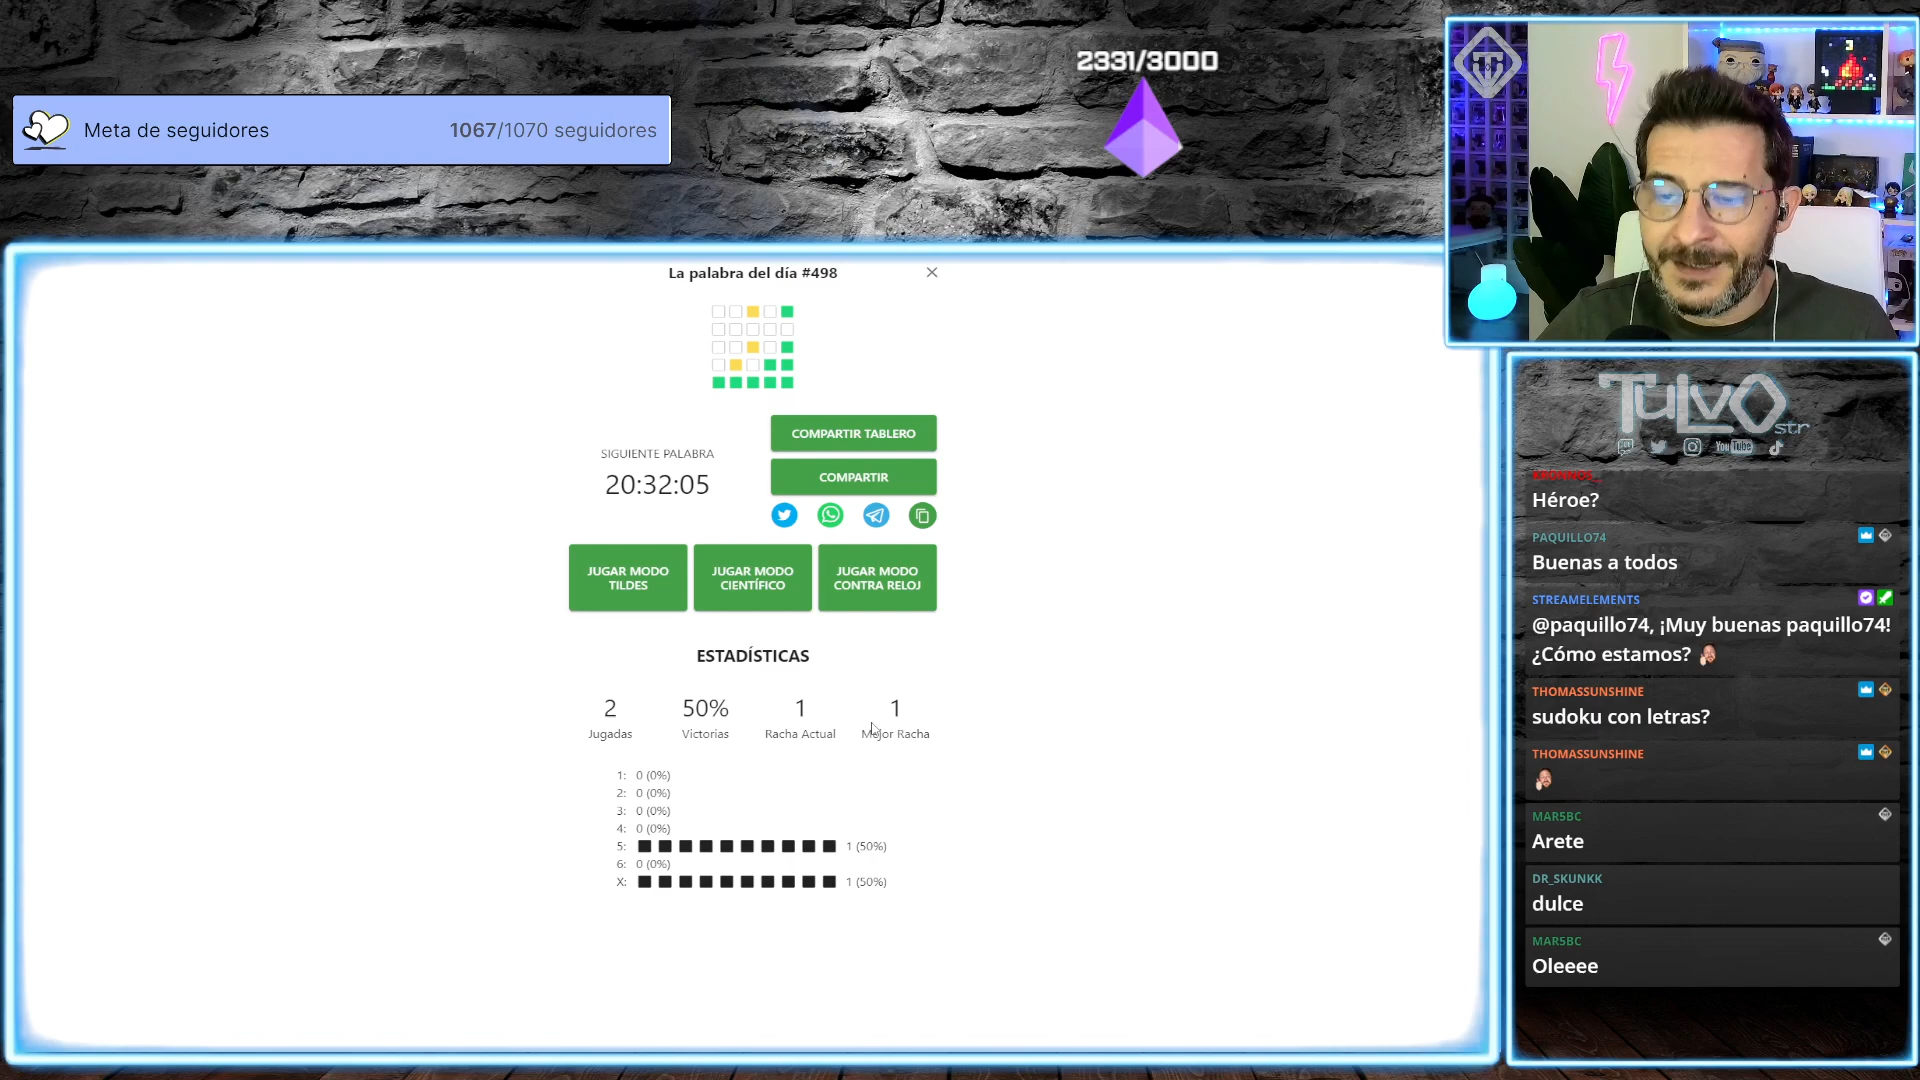 2331/3000
Meta de seguidores
1067/1070 seguidores
La palabra del día #498
COMPARTIR TABLERO
SIGUIENTE PALABRA
20:32:05
COMPARTIR
JUGAR MODO
TILDES
JUGAR MODO
CIENTÍFICO
JUGAR MODO
CONTRA RELOJ
ESTADÍSTICAS
2
Jugadas
50%
Victorias
1
Racha Actual
1
Mejor Racha
1: 0 (0%)
2: 0 (0%)
3: 0 (0%)
4: 0 (0%)
5: 1 (50%)
6: 0 (0%)
X: 1 (50%)
TULVO
str
You Tube
Héroe?
PAQUILLO74
Buenas a todos
STREAMELEMENTS
@paquillo74, ¡Muy buenas paquillo74!
¿Cómo estamos?
THOMASSUNSHINE
sudoku con letras?
THOMASSUNSHINE
MAR5BC
Arete
DR_SKUNKK
dulce
MAR5BC
Oleeee